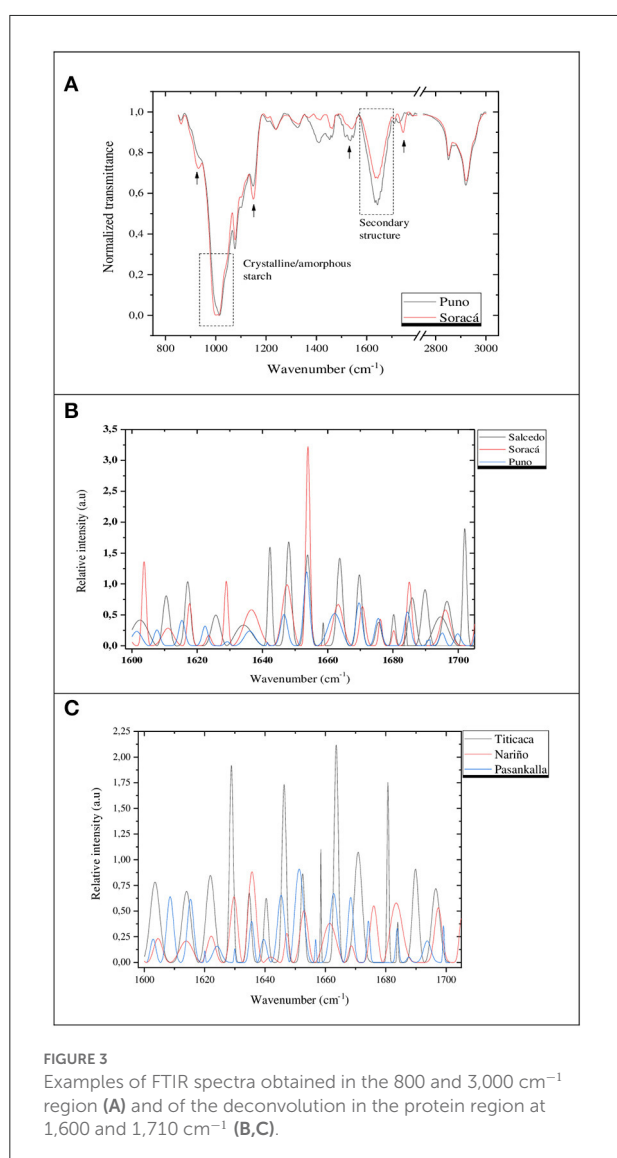 A
1,0
0,8
0,6
0,4
0,2
0,0
Normalized transmittance
Crystalline/amorphous
starch
Secondary
structure
Puno
Soracá
800 1000 1200 1400 1600 2800 3000
Wavenumber (cm⁻¹)
B
3,5
3,0
2,5
2,0
1,5
1,0
0,5
0,0
Relative intensity (a.u)
Salcedo
Soracá
Puno
1600 1620 1640 1660 1680 1700
Wavenumber (cm⁻¹)
C
2,25
2,00
1,75
1,50
1,25
1,00
0,75
0,50
0,25
0,00
Relative intensity (a.u)
Titicaca
Nariño
Pasankalla
1600 1620 1640 1660 1680 1700
Wavenumber (cm⁻¹)
FIGURE 3
Examples of FTIR spectra obtained in the 800 and 3,000 cm⁻¹
region (A) and of the deconvolution in the protein region at
1,600 and 1,710 cm⁻¹ (B,C).